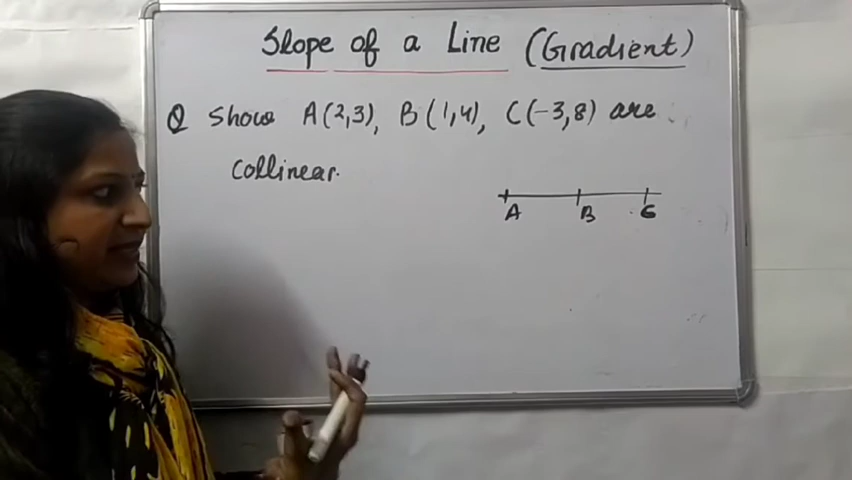 Slope of a Line (Gradient)
Q Show A(2,3), B(1,4), C(-3,8) are
collinear.
A B C